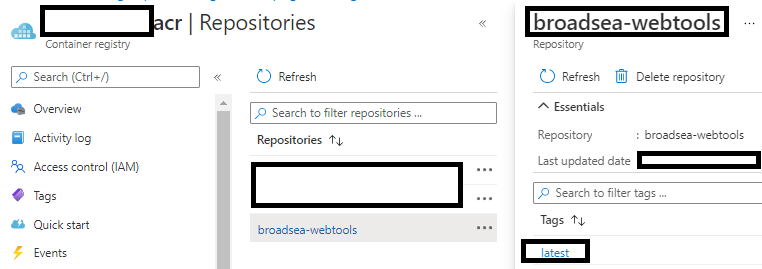 acr | Repositories
Container registry
Search (Ctrl+/)
Overview
Activity log
Access control (IAM)
Tags
Quick start
Events
Refresh
Search to filter repositories ...
Repositories
broadsea-webtools
broadsea-webtools
Repository
Refresh
Delete repository
Essentials
Repository : broadsea-webtools
Last updated date
Search to filter tags ...
Tags
latest